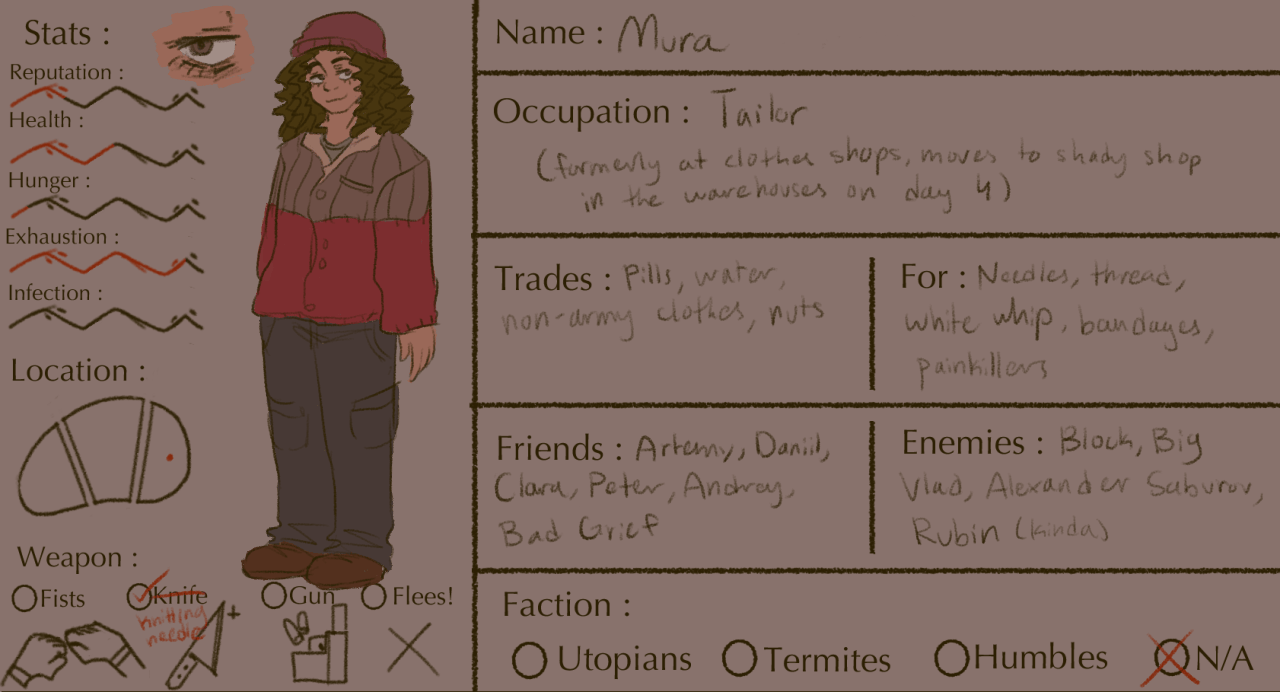 Stats :
Reputation :
Health :
Hunger :
Exhaustion :
Infection :
Location :
Weapon :
Fists
Knife
Gun
Flees!
Knitting
needle
Name : Mura
Occupation : Tailor
(formerly at clothes shops, moves to shady shop
in the warehouses on day 4)
Trades : Pills, water,
non-army clothes, nuts
For : Needles, thread,
white whip, bandages,
painkillers
Friends : Artemy, Daniil,
Clara, Peter, Andrey,
Bad Grief
Enemies : Block, Big
Vlad, Alexander Saburov,
Rubin (kinda)
Faction :
Utopians
Termites
Humbles
N/A